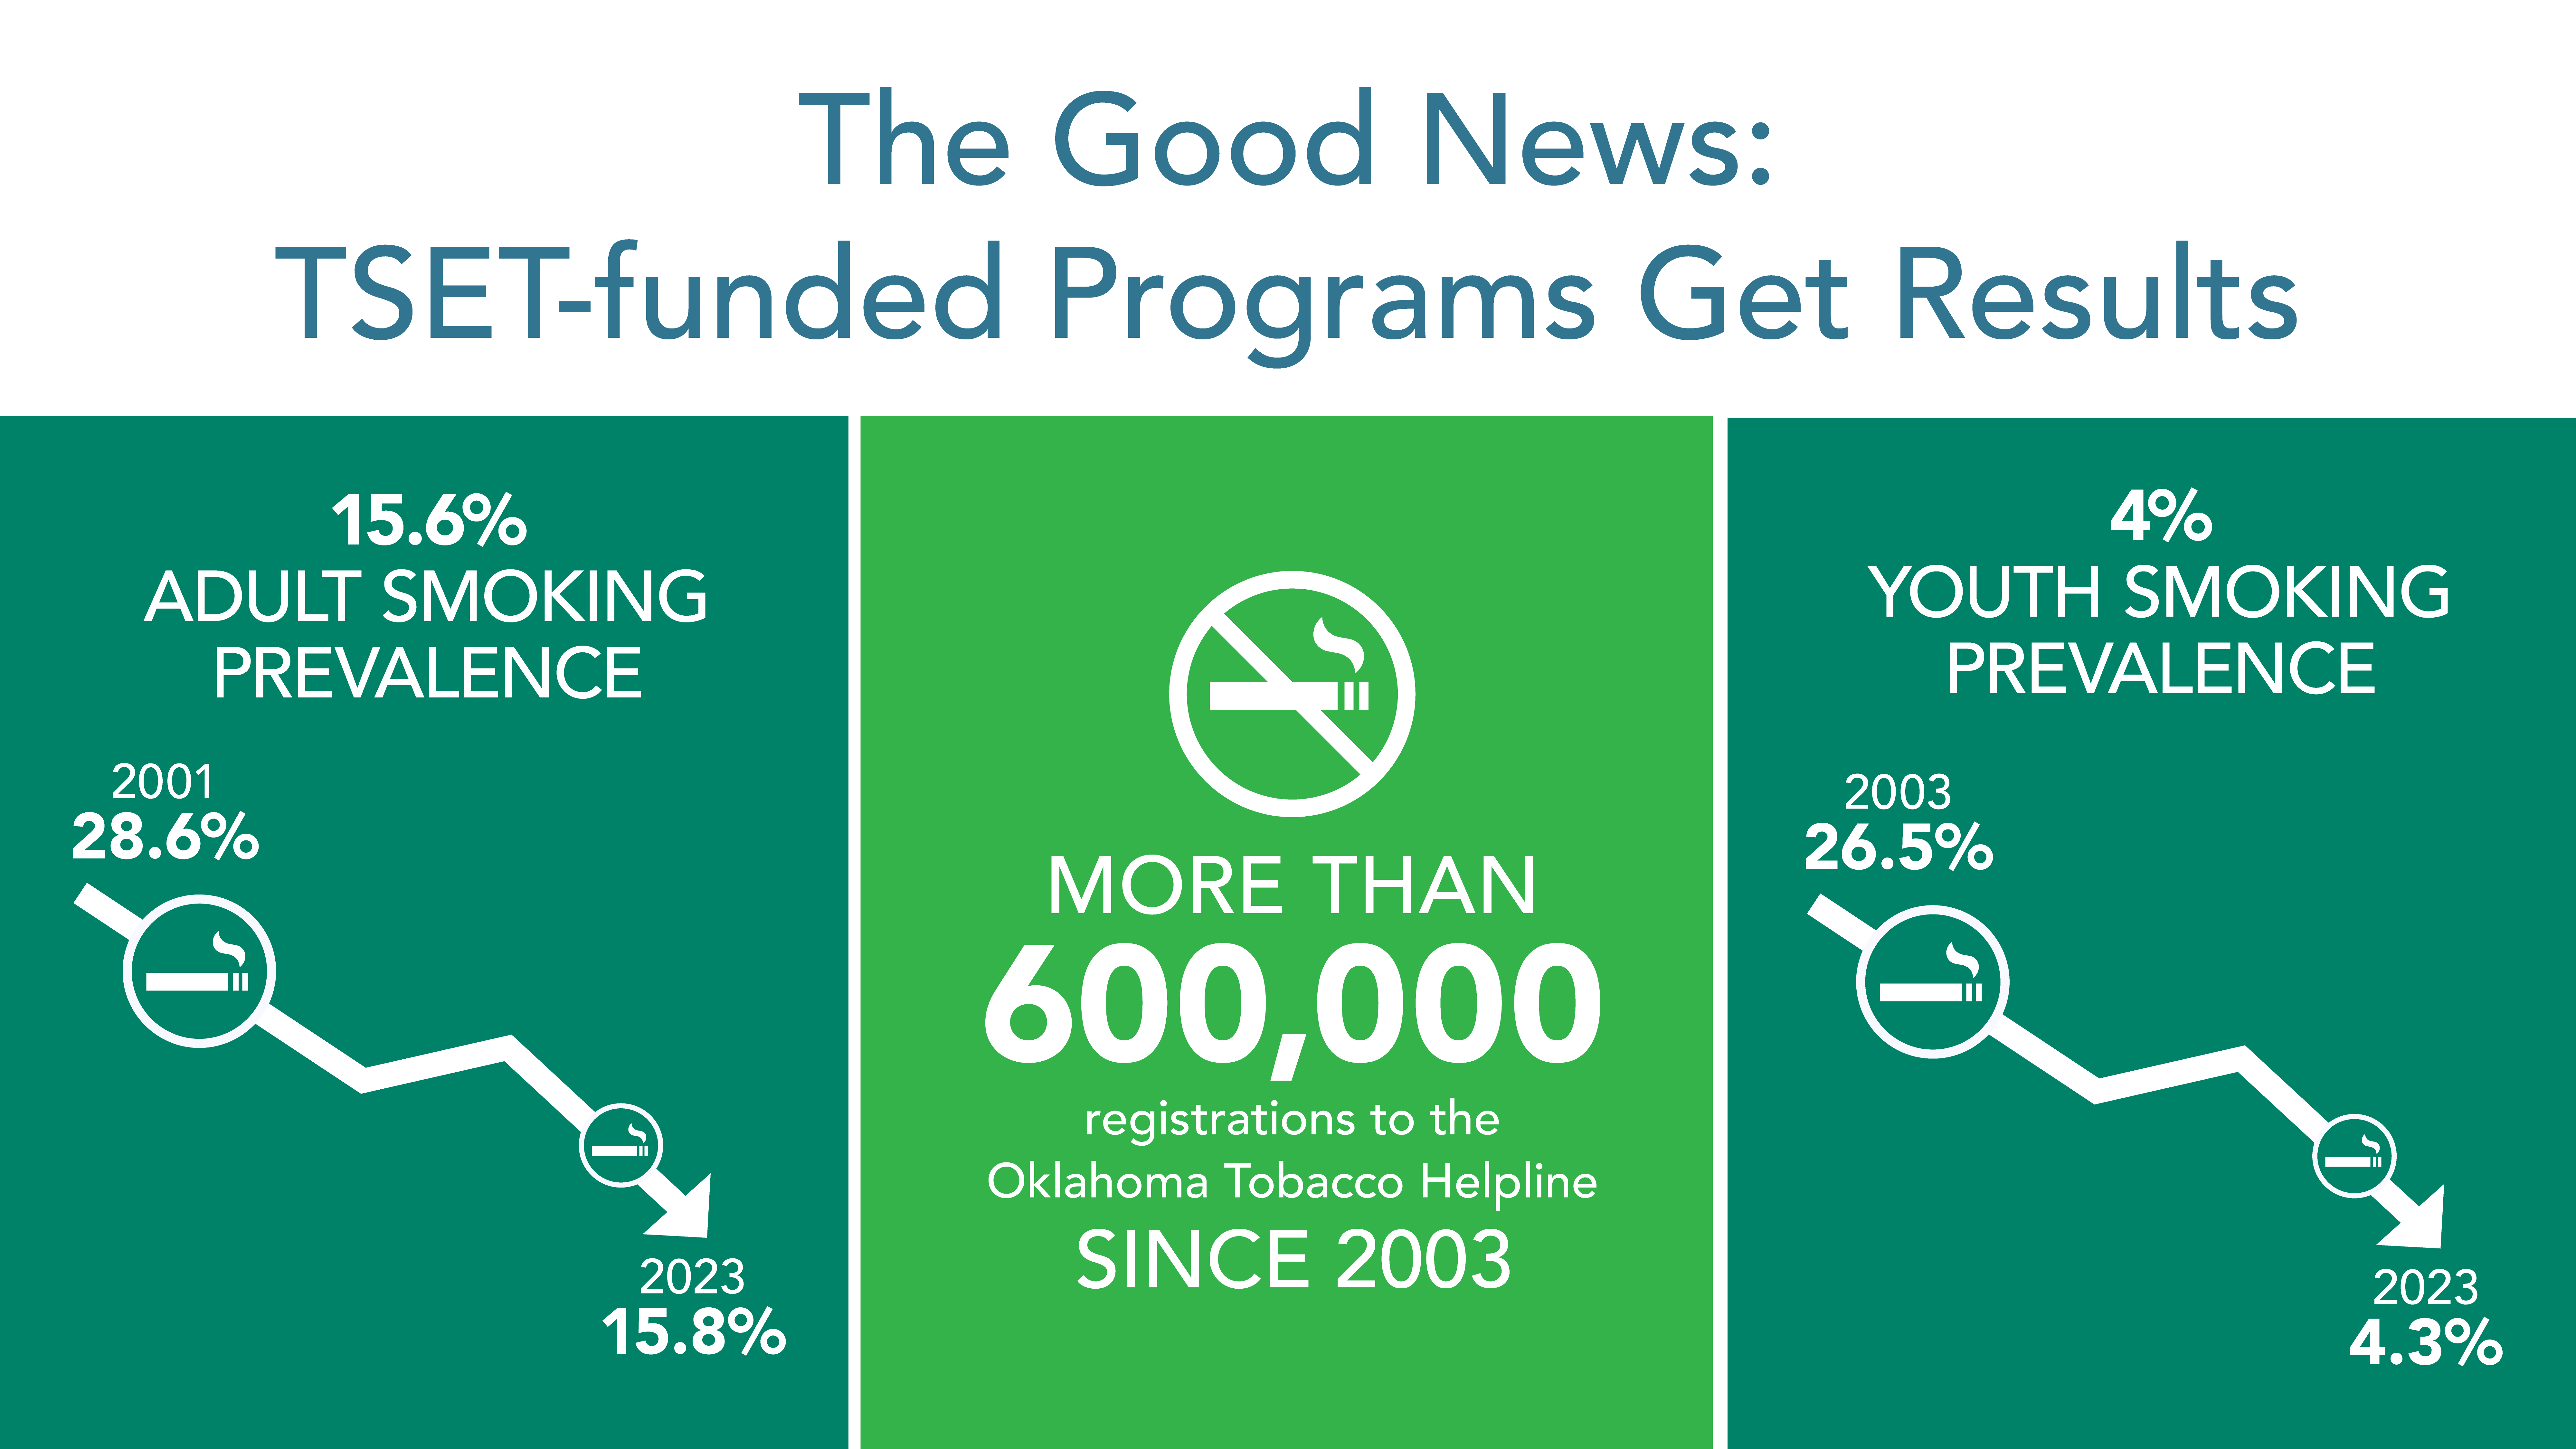 The Good News:
TSET-funded Programs Get Results
15.6%
ADULT SMOKING
PREVALENCE
2001
28.6%
2023
15.8%
MORE THAN
600,000
registrations to the
Oklahoma Tobacco Helpline
SINCE 2003
4%
YOUTH SMOKING
PREVALENCE
2003
26.5%
2023
4.3%